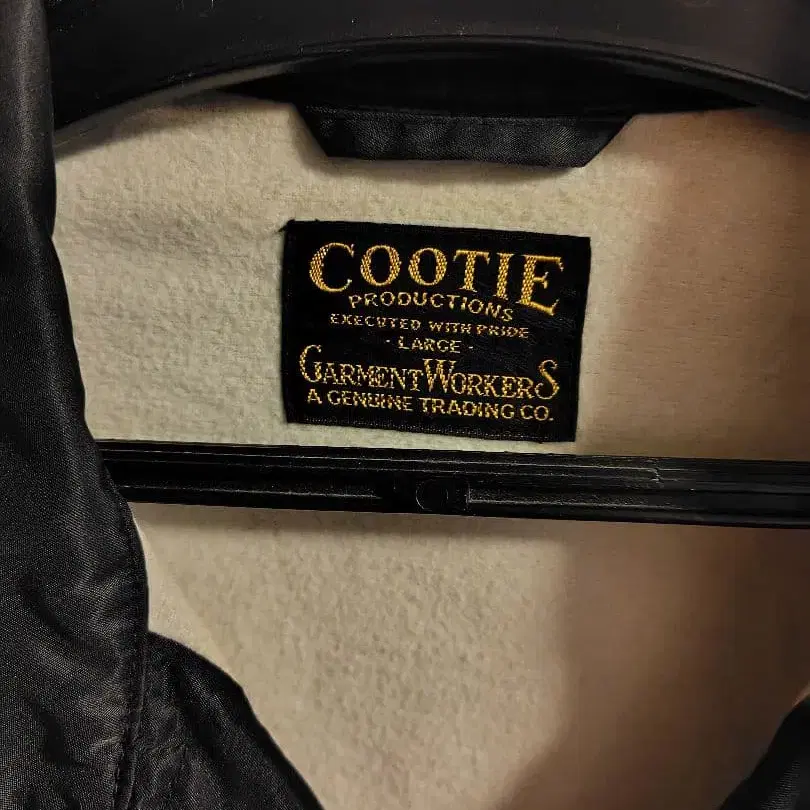 COOTIE
PRODUCTIONS
EXECUTED WITH PRIDE
- LARGE -
GARMENT WORKERS
A GENUINE TRADING CO.